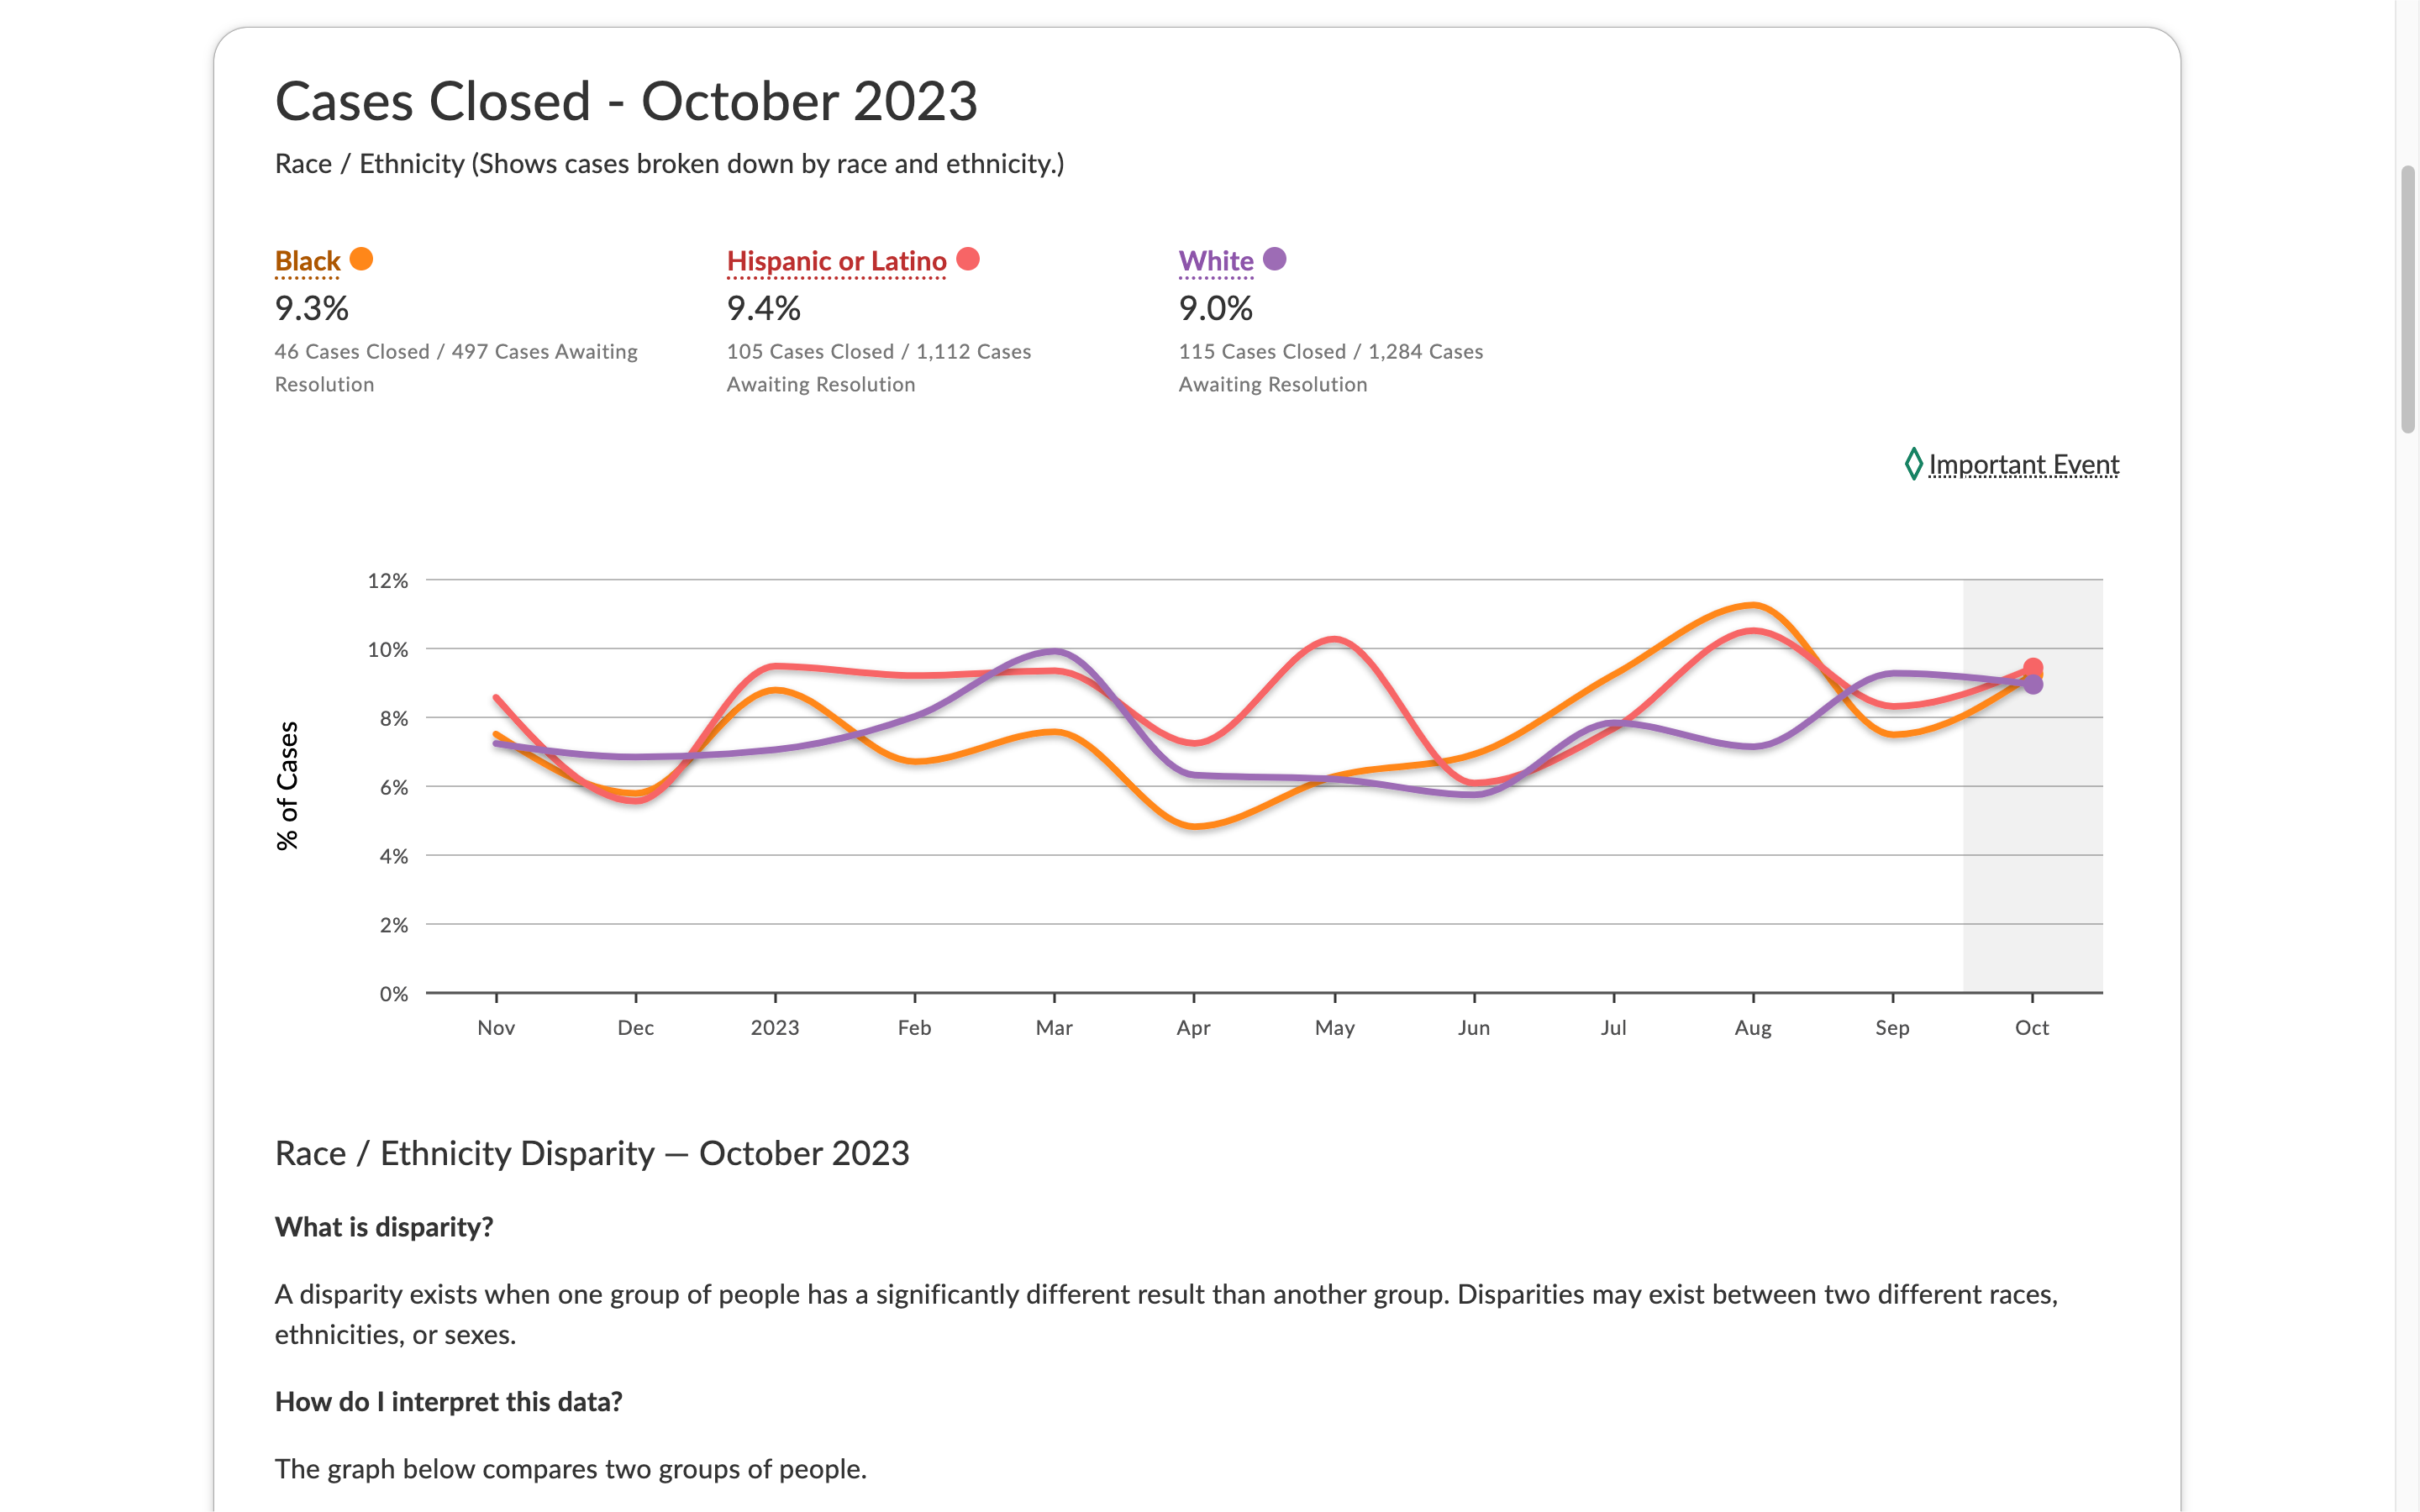 Cases Closed - October 2023
Race / Ethnicity (Shows cases broken down by race and ethnicity.)
Black
9.3%
46 Cases Closed / 497 Cases Awaiting
Resolution
Hispanic or Latino
9.4%
105 Cases Closed / 1,112 Cases
Awaiting Resolution
White
9.0%
115 Cases Closed / 1,284 Cases
Awaiting Resolution
Important Event
% of Cases
12%
10%
8%
6%
4%
2%
0%
Nov Dec 2023 Feb Mar Apr May Jun Jul Aug Sep Oct
Race / Ethnicity Disparity — October 2023
What is disparity?
A disparity exists when one group of people has a significantly different result than another group. Disparities may exist between two different races,
ethnicities, or sexes.
How do I interpret this data?
The graph below compares two groups of people.